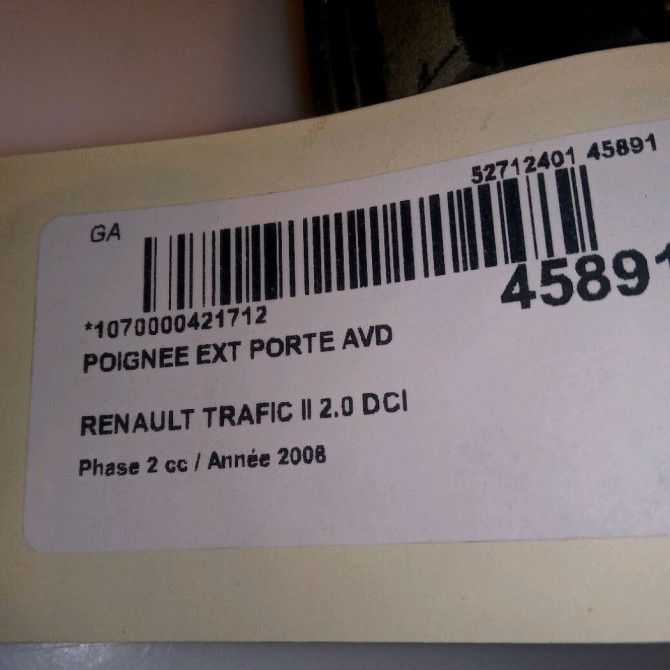 52712401 45891
GA
45891
*1070000421712
POIGNEE EXT PORTE AVD
RENAULT TRAFIC II 2.0 DCI
Phase 2 cc / Année 2008